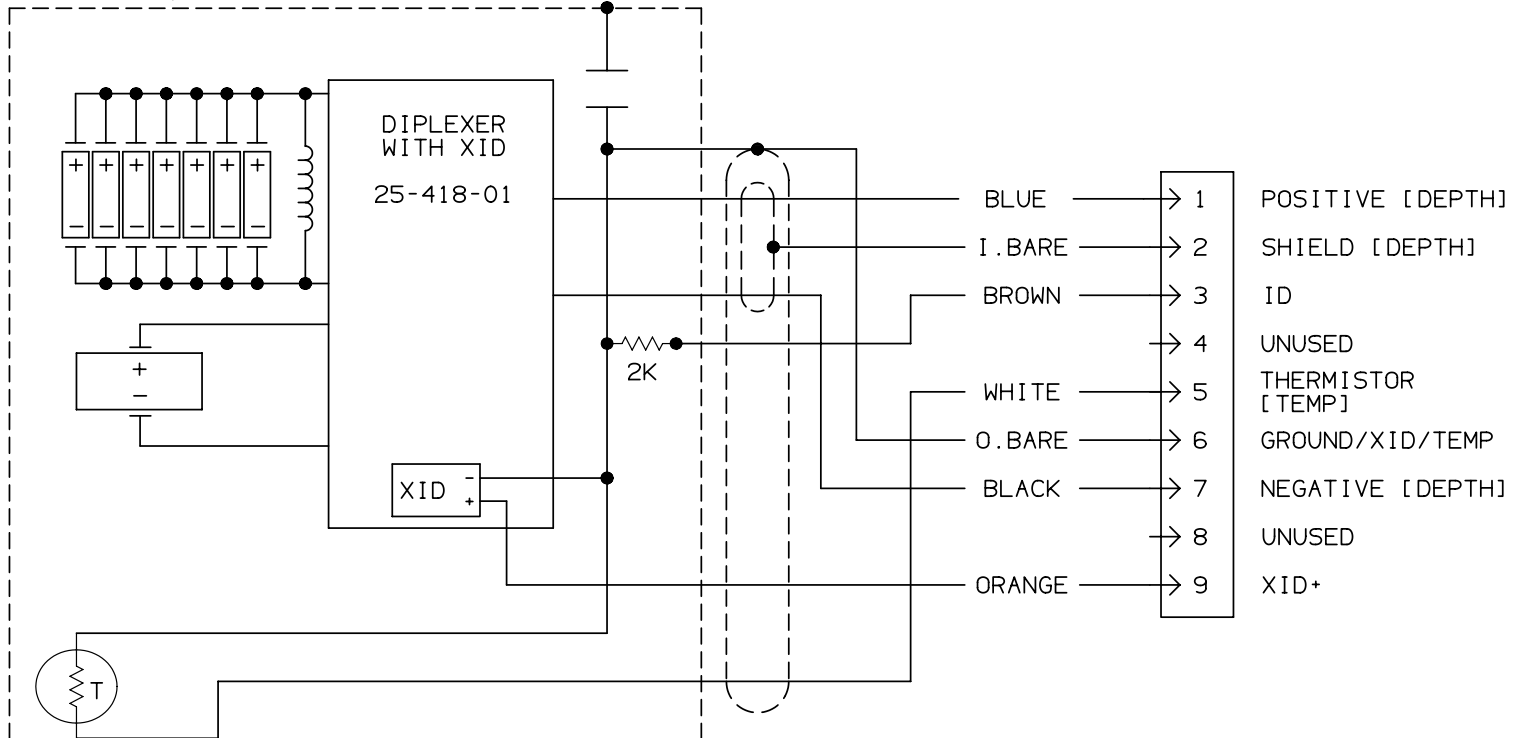 DIPLEXER
WITH XID
25-418-01
+ + + + + + +
- - - - - - -
BLUE 1 POSITIVE [DEPTH]
I.BARE 2 SHIELD [DEPTH]
BROWN 3 ID
4 UNUSED
2K
WHITE 5 THERMISTOR
[TEMP]
+
-
O.BARE 6 GROUND/XID/TEMP
BLACK 7 NEGATIVE [DEPTH]
XID - +
8 UNUSED
ORANGE 9 XID+
T